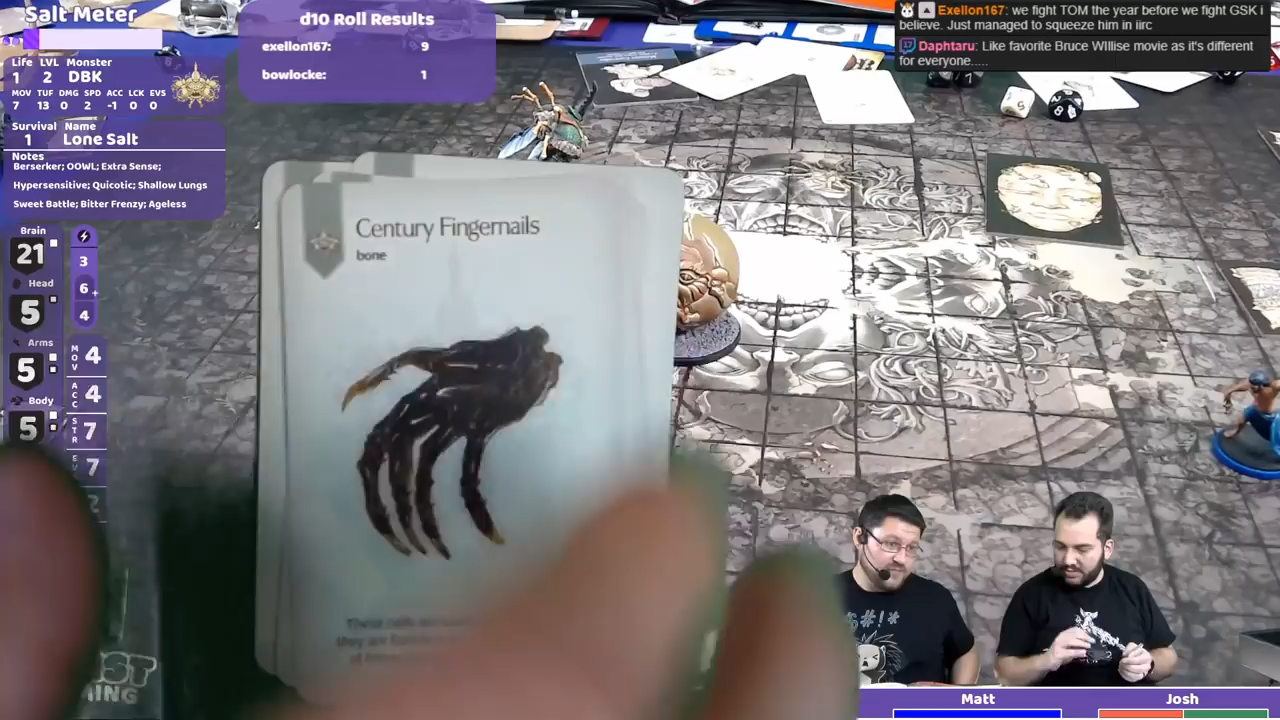 Salt Meter
Life LVL Monster
1 2 DBK
MOV TUF DMG SPD ACC LCK EVS
7 13 0 2 -1 0 0
Survival Name
1 Lone Salt
Notes
Berserker; OOWL; Extra Sense;
Hypersensitive; Quicotic; Shallow Lungs
Sweet Battle; Bitter Frenzy; Ageless
Brain
21
3
Head
6+
5
4
Arms
MOV 4
5
ACC 4
Body
5
STR 7
7
2
d10 Roll Results
exellon167: 9
bowlocke: 1
Exellon167: we fight TOM the year before we fight GSK i
believe. Just managed to squeeze him in iirc
Daphtaru: Like favorite Bruce WIllise movie as it's different
for everyone.....
Century Fingernails
bone
These nails
they are
$#!*
Matt
Josh